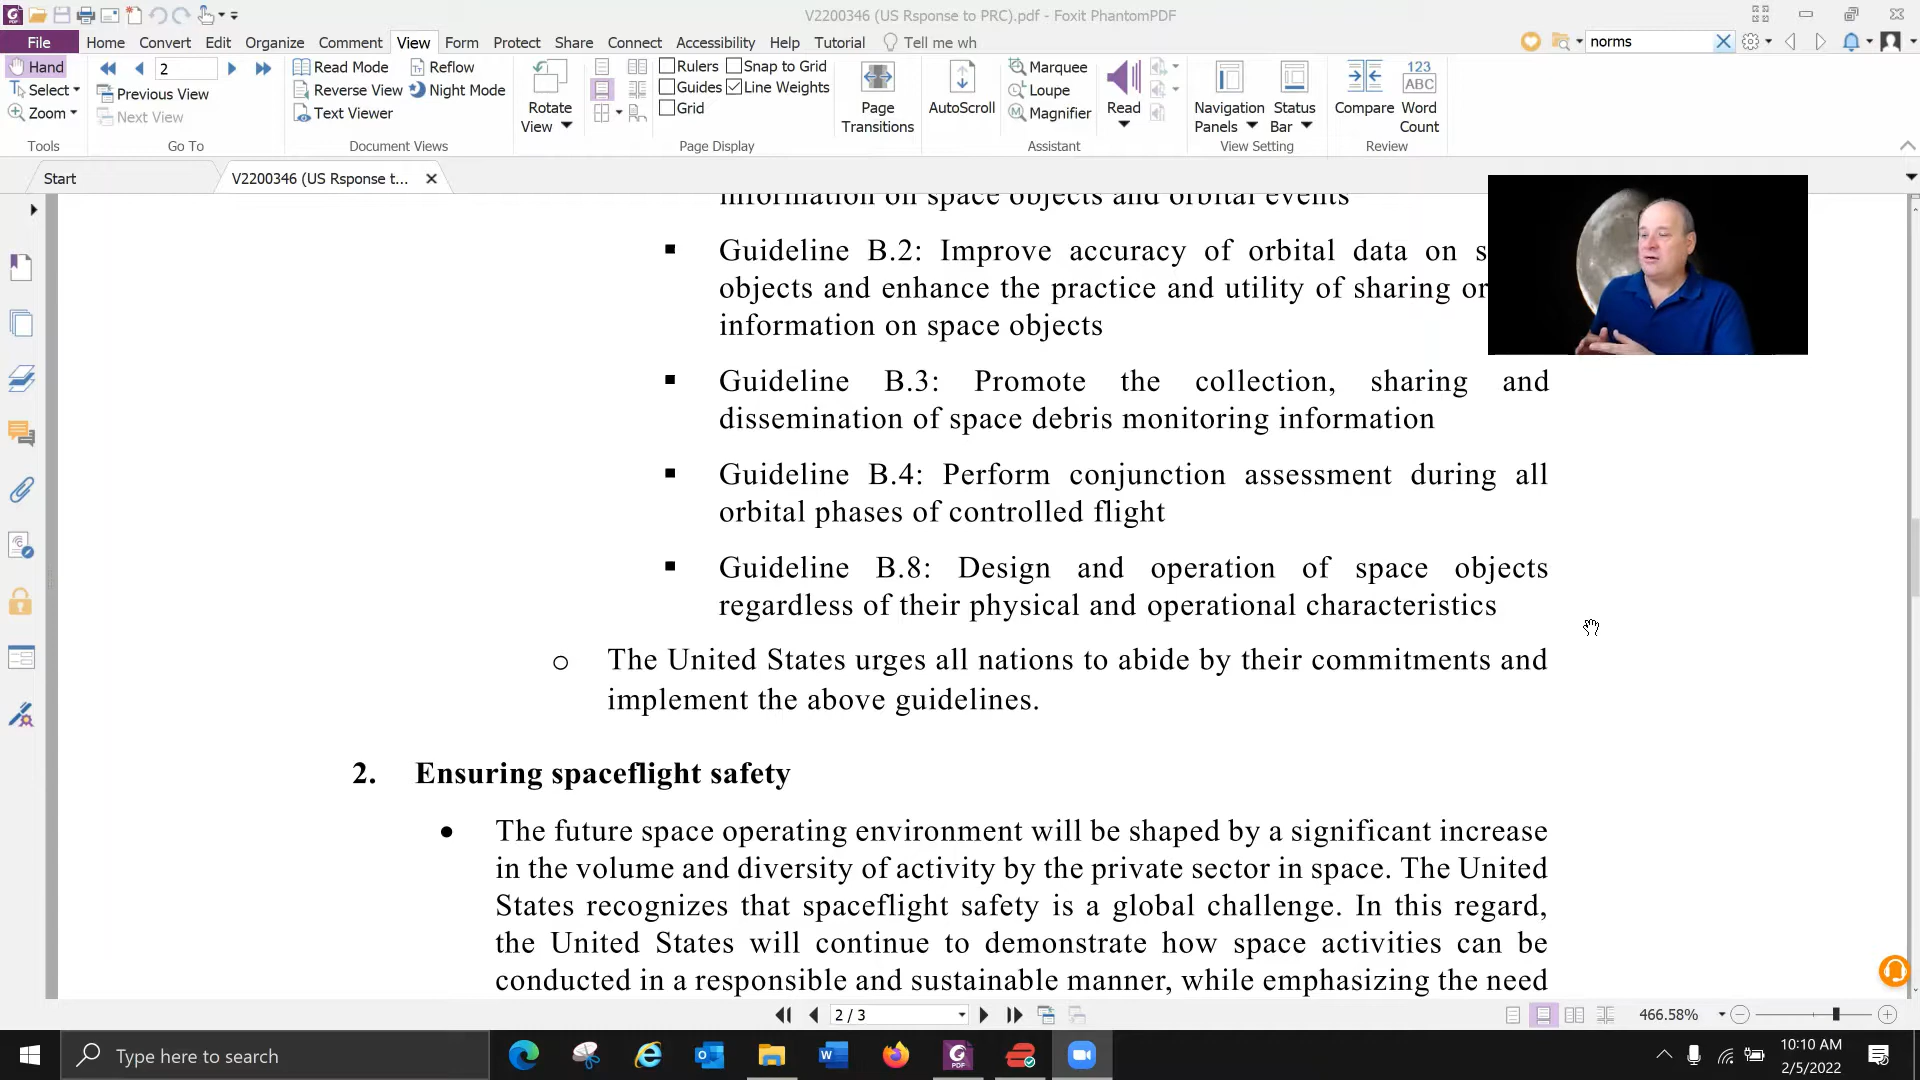 V2200346 (US Rsponse to PRC).pdf - Foxit PhantomPDF
File Home Convert Edit Organize Comment View Form Protect Share Connect Accessibility Help Tutorial Tell me wh norms
Hand
Select
Zoom
Tools
2
Previous View
Next View
Go To
Read Mode
Reflow
Reverse View
Night Mode
Text Viewer
Document Views
Rotate
View
Rulers
Snap to Grid
Guides
Line Weights
Grid
Page Display
Page
Transitions
AutoScroll
Marquee
Loupe
Magnifier
Assistant
Read
Navigation
Panels
Status
Bar
View Setting
Compare
123
ABC
Word
Count
Review
Start
V2200346 (US Rsponse t...
information on space objects and orbital events
▪ Guideline B.2: Improve accuracy of orbital data on
objects and enhance the practice and utility of sharing
information on space objects
▪ Guideline B.3: Promote the collection, sharing and
dissemination of space debris monitoring information
▪ Guideline B.4: Perform conjunction assessment during all
orbital phases of controlled flight
▪ Guideline B.8: Design and operation of space objects
regardless of their physical and operational characteristics
o The United States urges all nations to abide by their commitments and
implement the above guidelines.
2. Ensuring spaceflight safety
• The future space operating environment will be shaped by a significant increase
in the volume and diversity of activity by the private sector in space. The United
States recognizes that spaceflight safety is a global challenge. In this regard,
the United States will continue to demonstrate how space activities can be
conducted in a responsible and sustainable manner, while emphasizing the need
2 / 3
466.58%
Type here to search
10:10 AM
2/5/2022